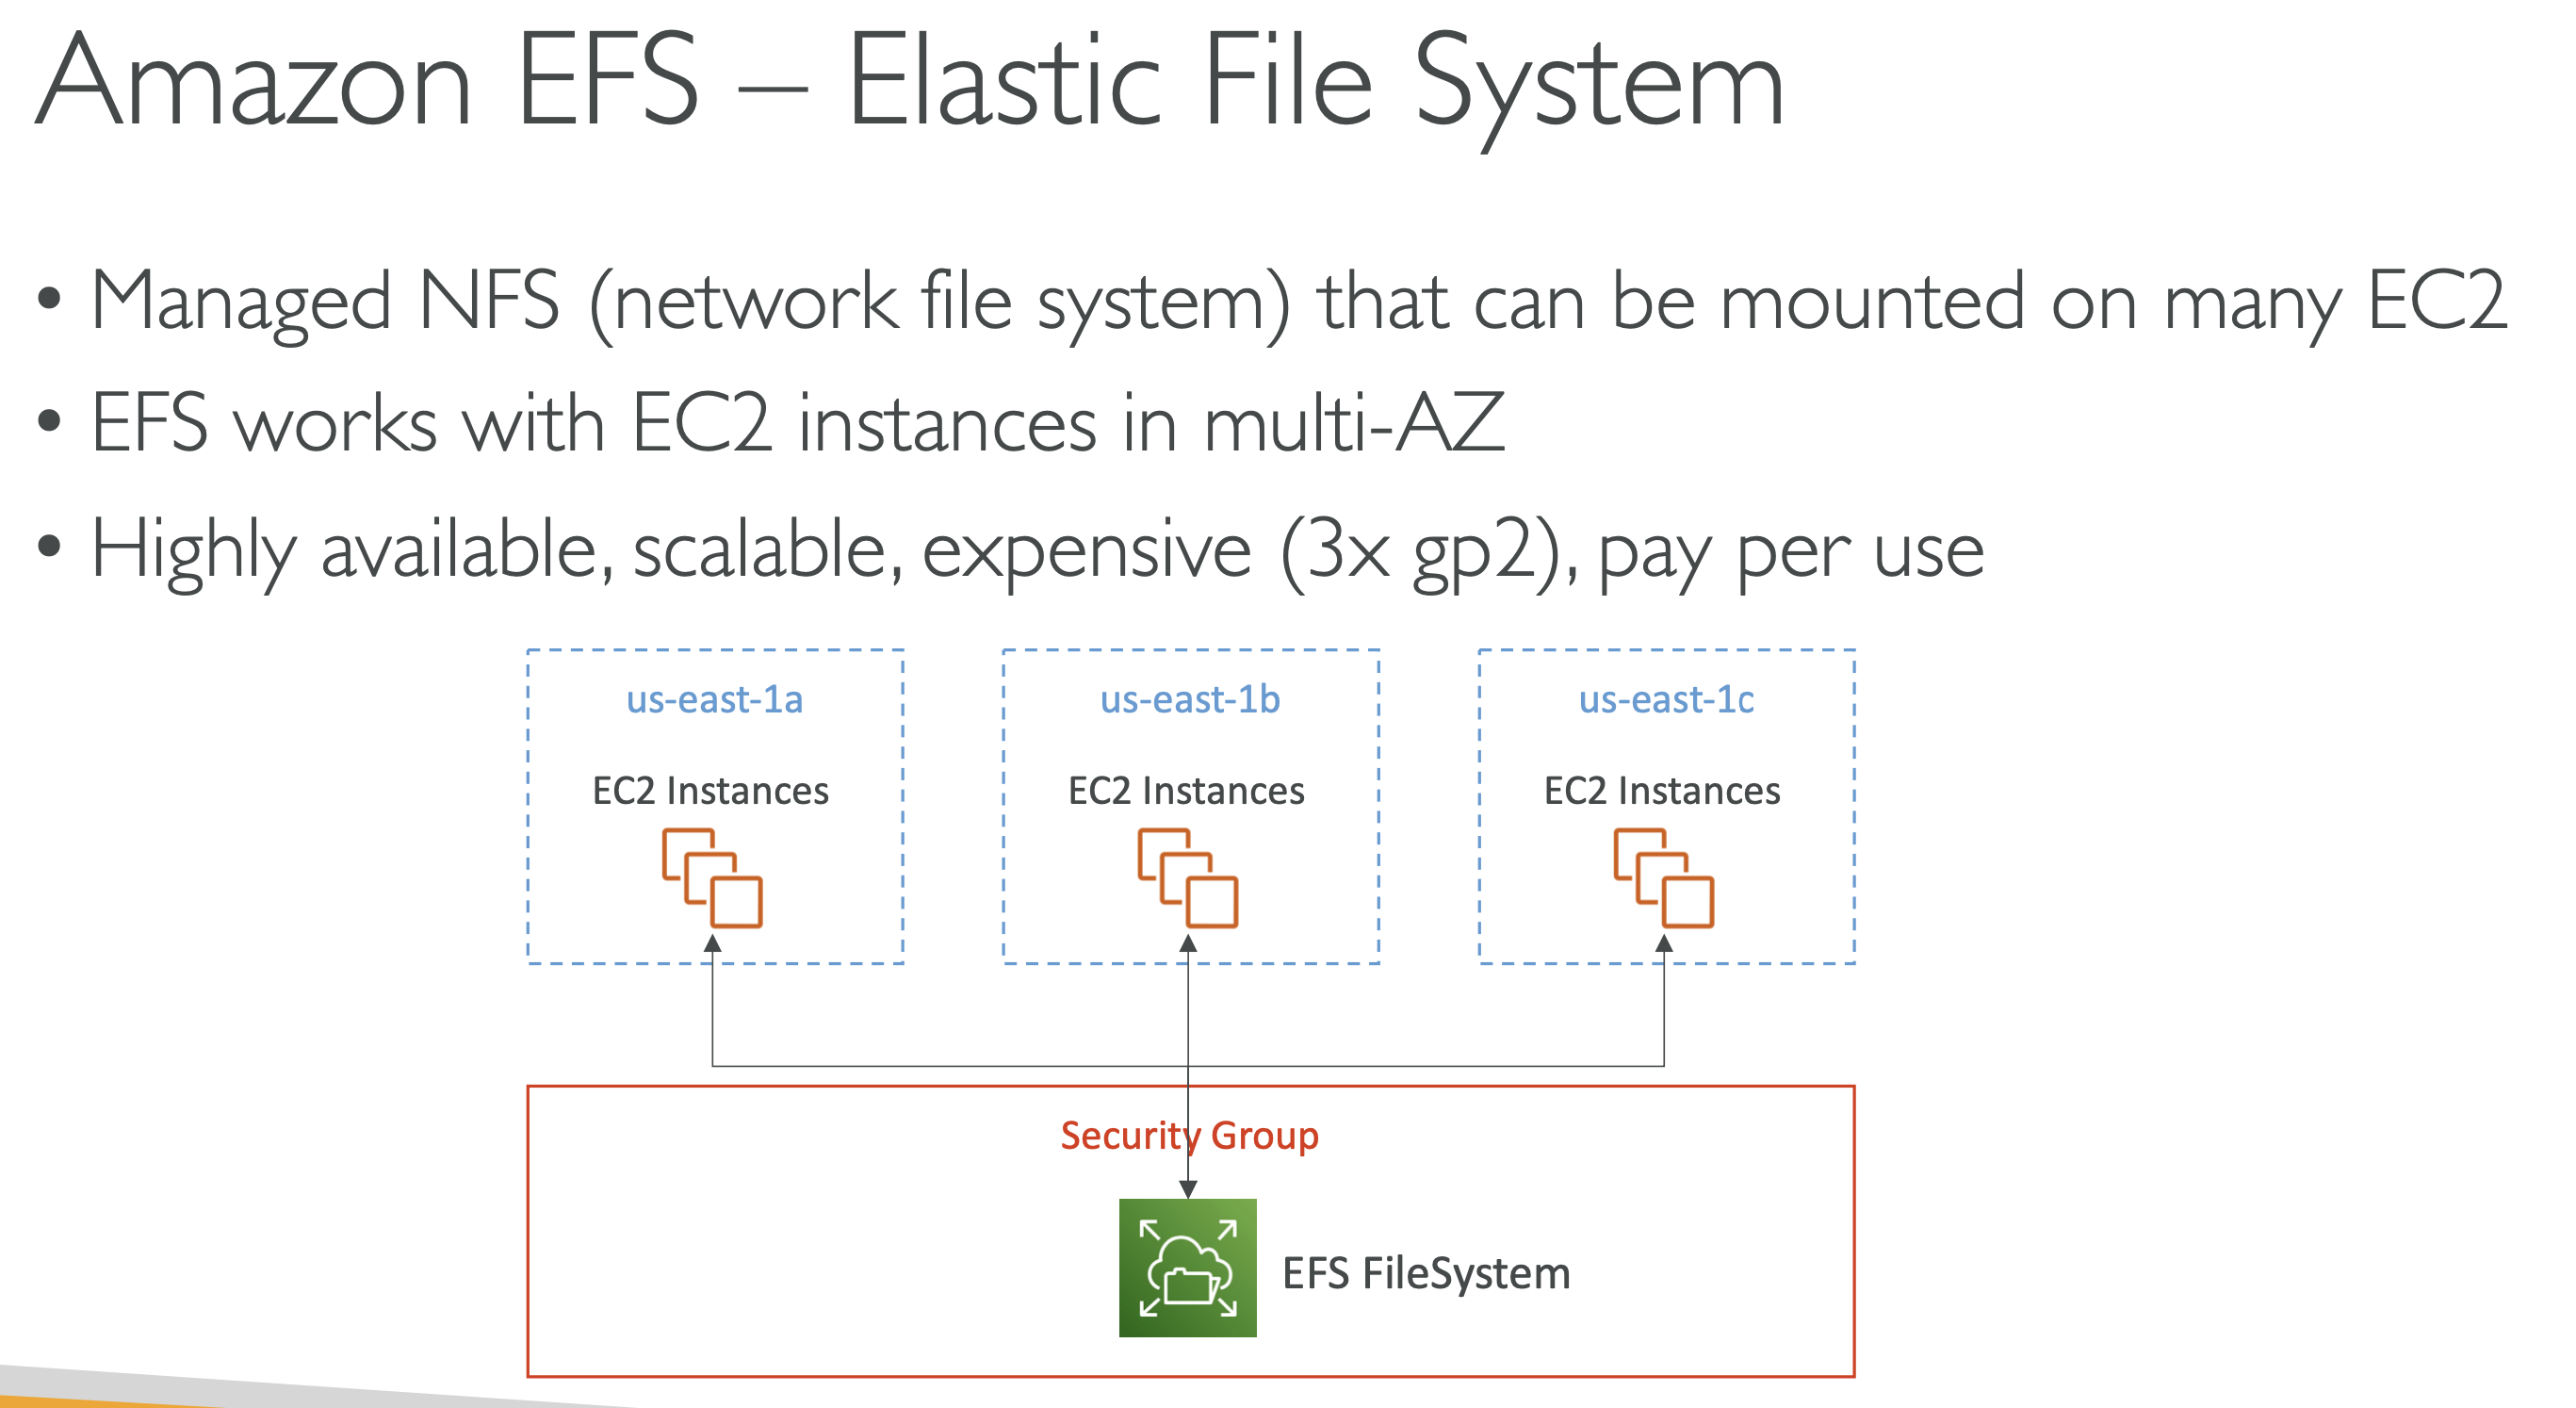 Amazon EFS – Elastic File System
• Managed NFS (network file system) that can be mounted on many EC2
• EFS works with EC2 instances in multi-AZ
• Highly available, scalable, expensive (3x gp2), pay per use
us-east-1a
us-east-1b
us-east-1c
EC2 Instances
EC2 Instances
EC2 Instances
Security Group
EFS FileSystem